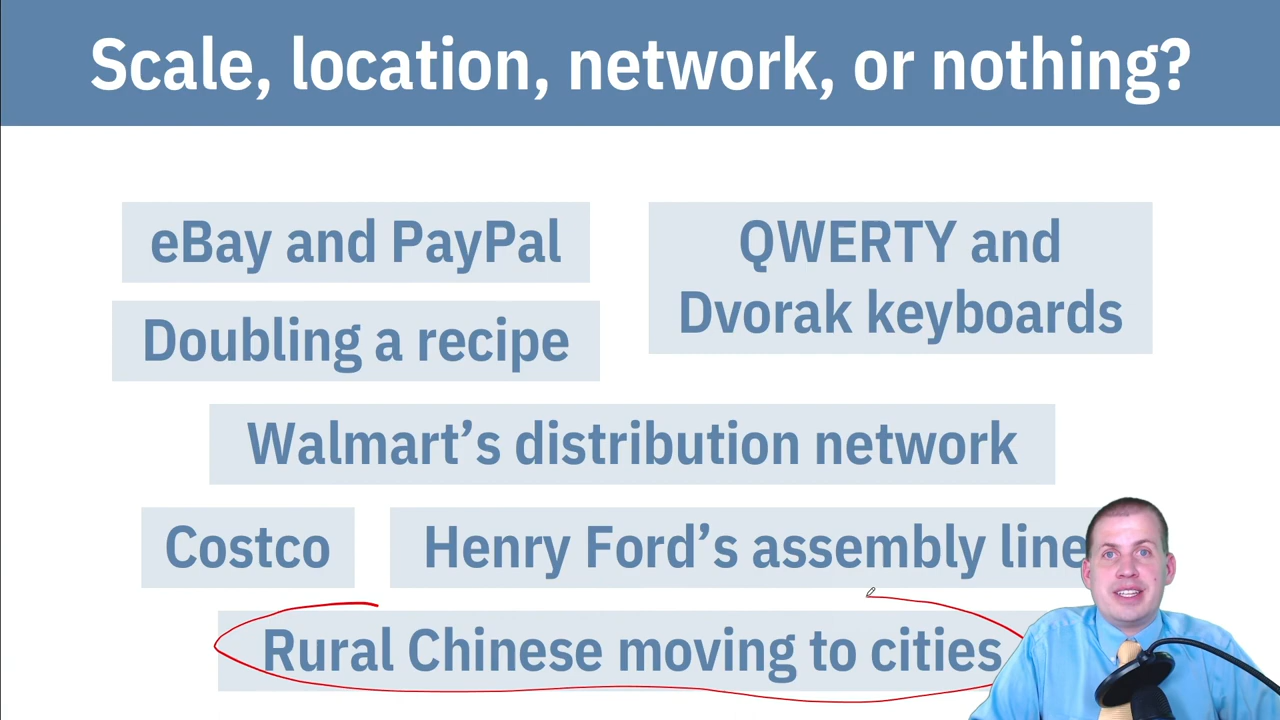 Scale, location, network, or nothing?
eBay and PayPal
QWERTY and
Dvorak keyboards
Doubling a recipe
Walmart’s distribution network
Costco
Henry Ford’s assembly line
Rural Chinese moving to cities